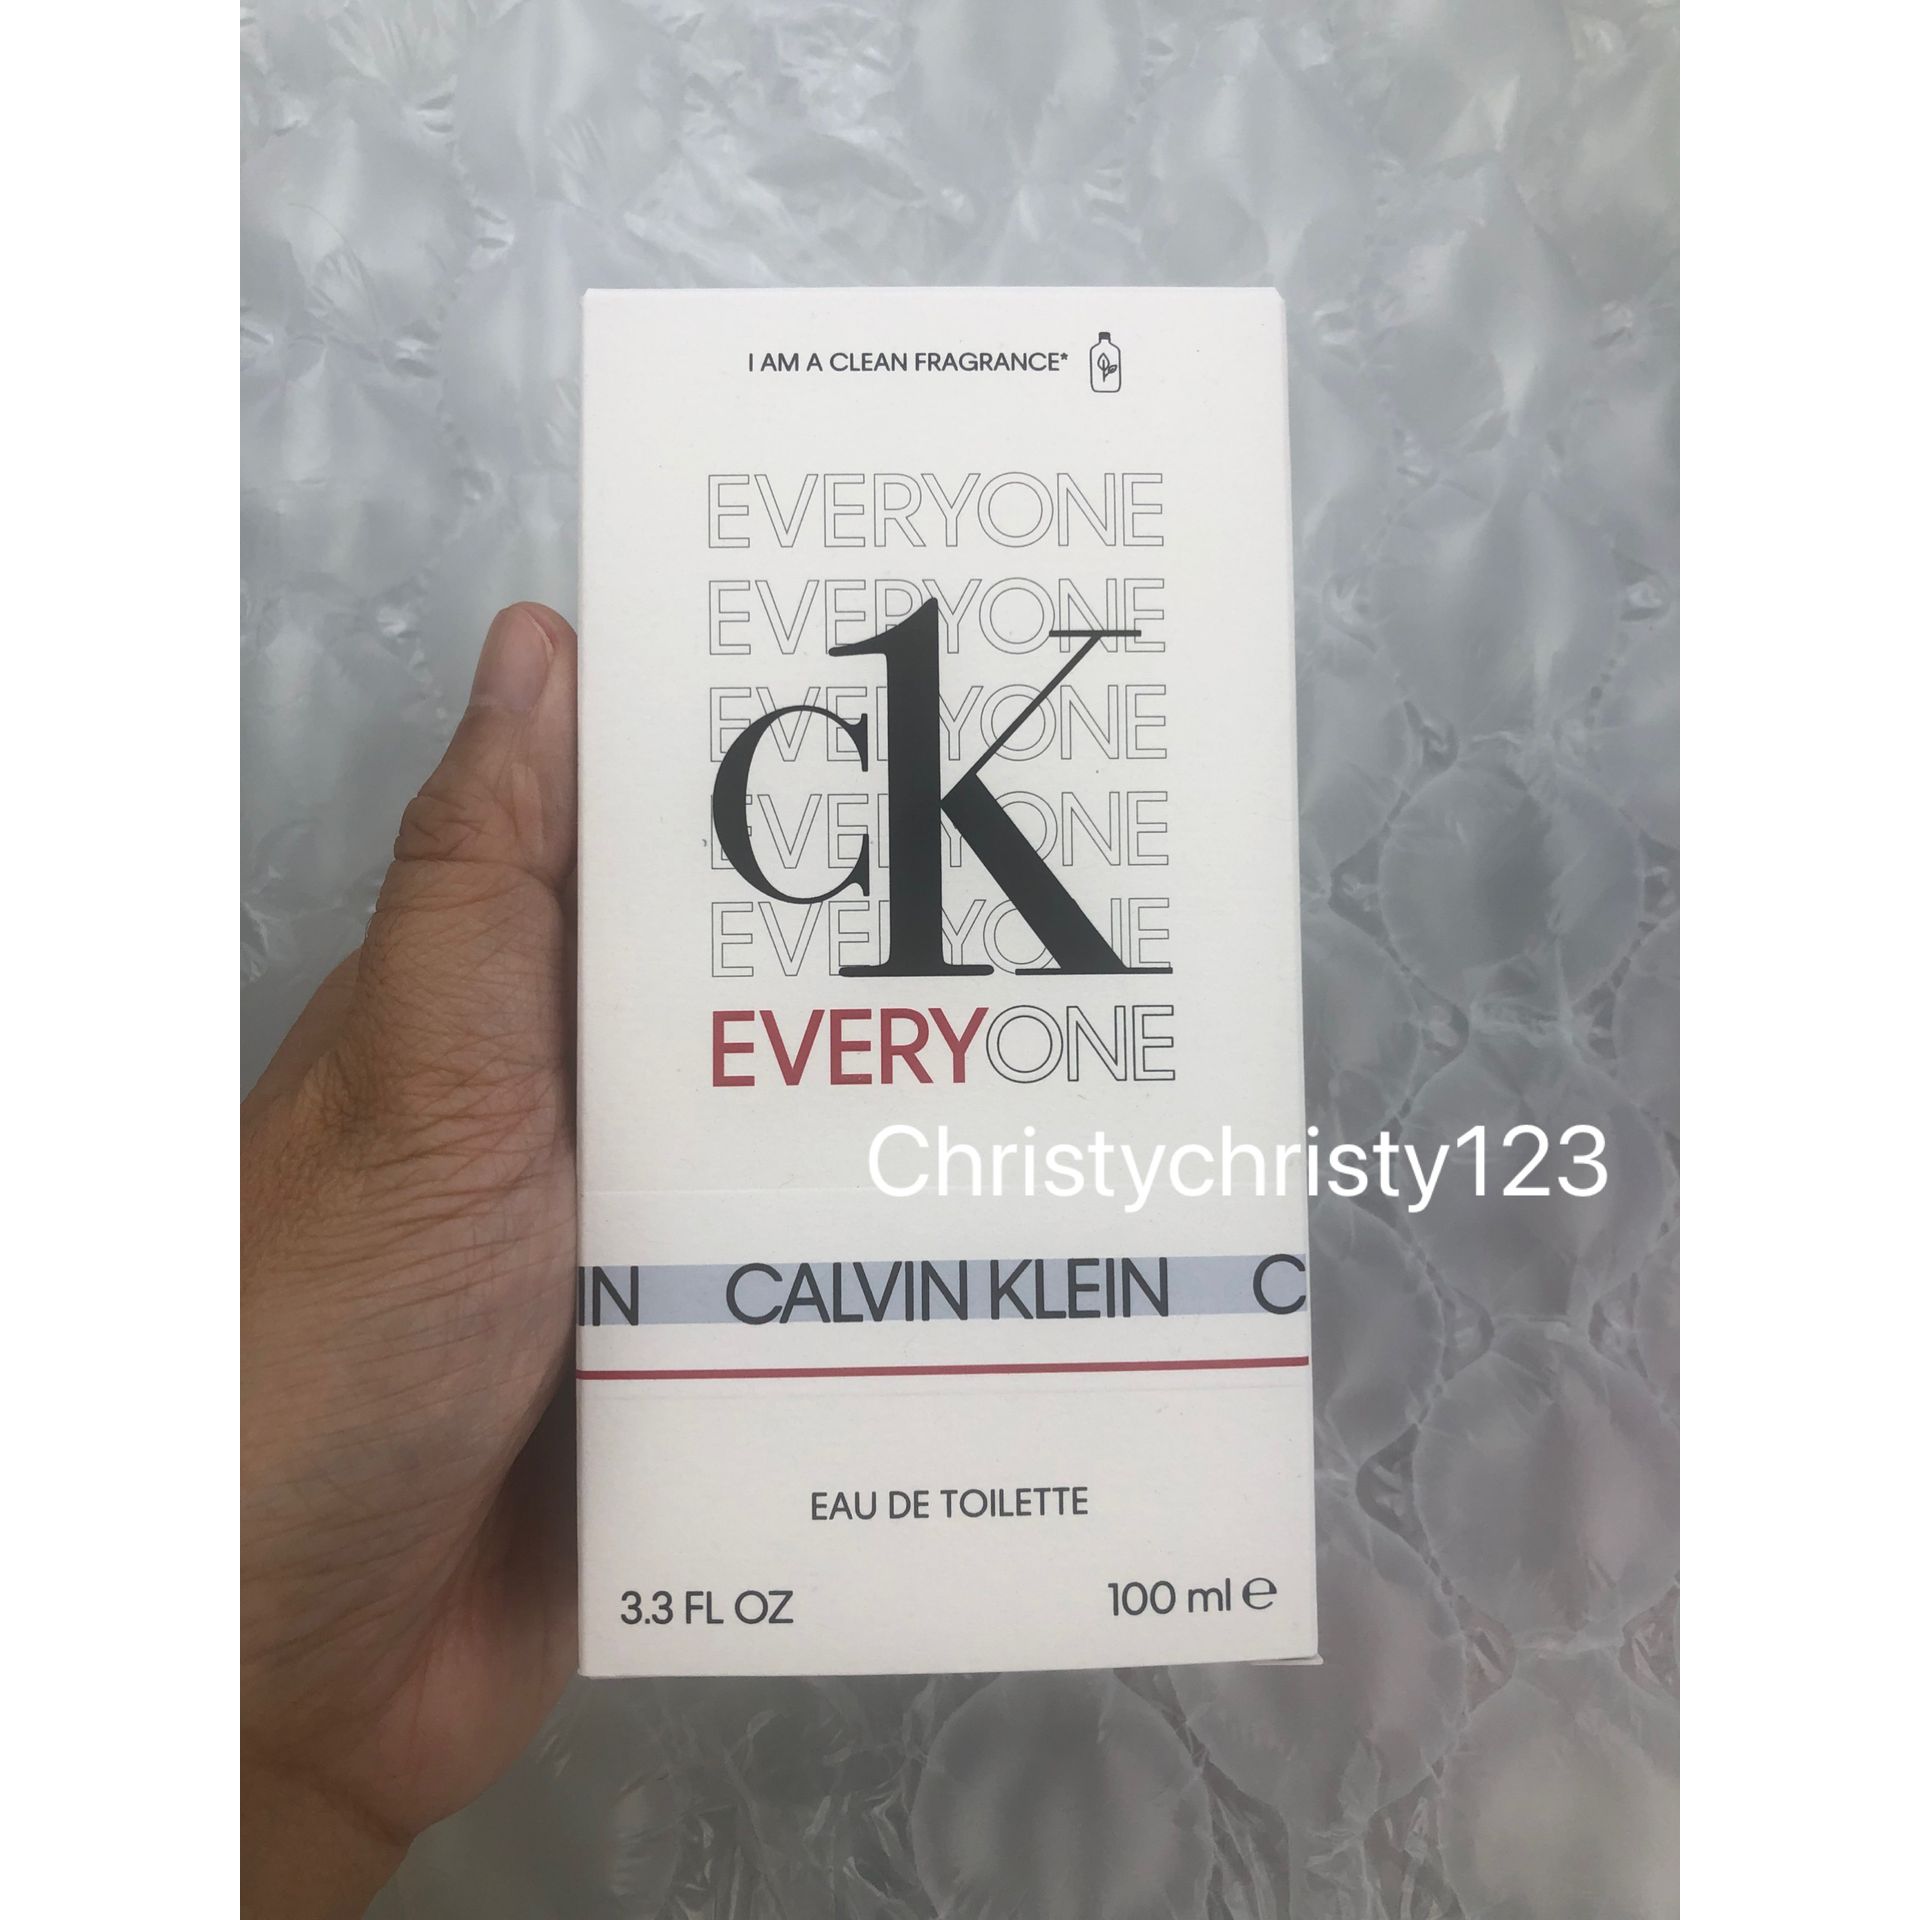 I AM A CLEAN FRAGRANCE*
EVERYONE
EVERYONE
EVERYONE
EVERYONE
EVERYONE
ck
EVERYONE
Christychristy123
IN CALVIN KLEIN C
EAU DE TOILETTE
3.3 FL OZ
100 ml e